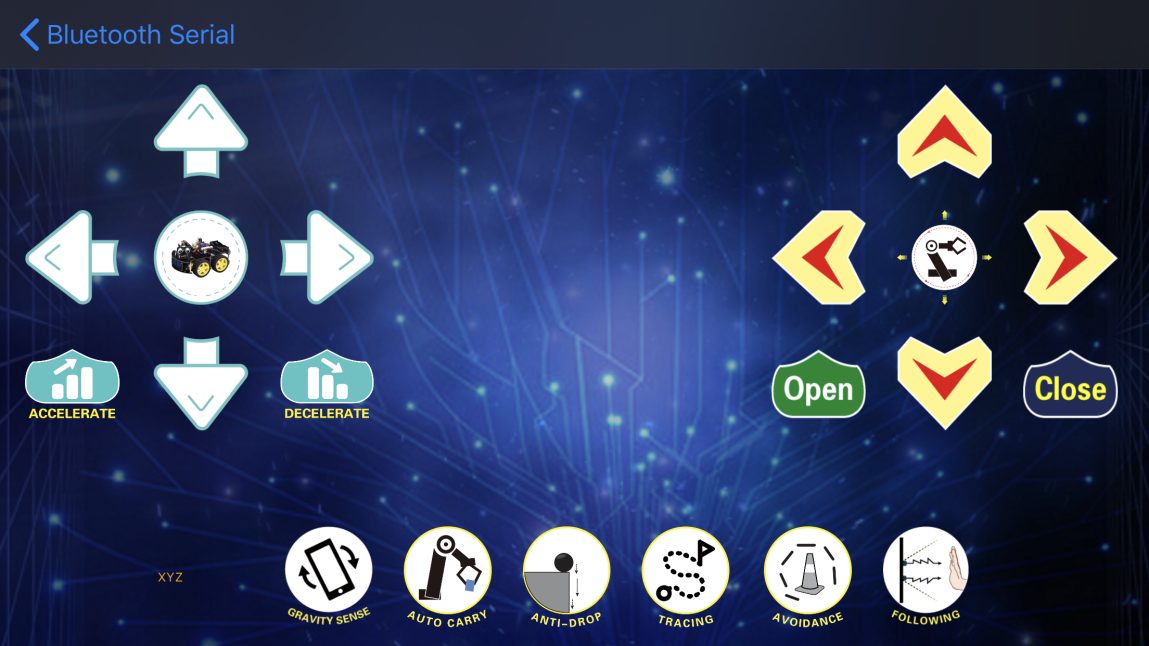 Bluetooth Serial
ACCELERATE
DECELERATE
Open
Close
XYZ
GRAVITY SENSE
AUTO CARRY
ANTI-DROP
TRACING
AVOIDANCE
FOLLOWING